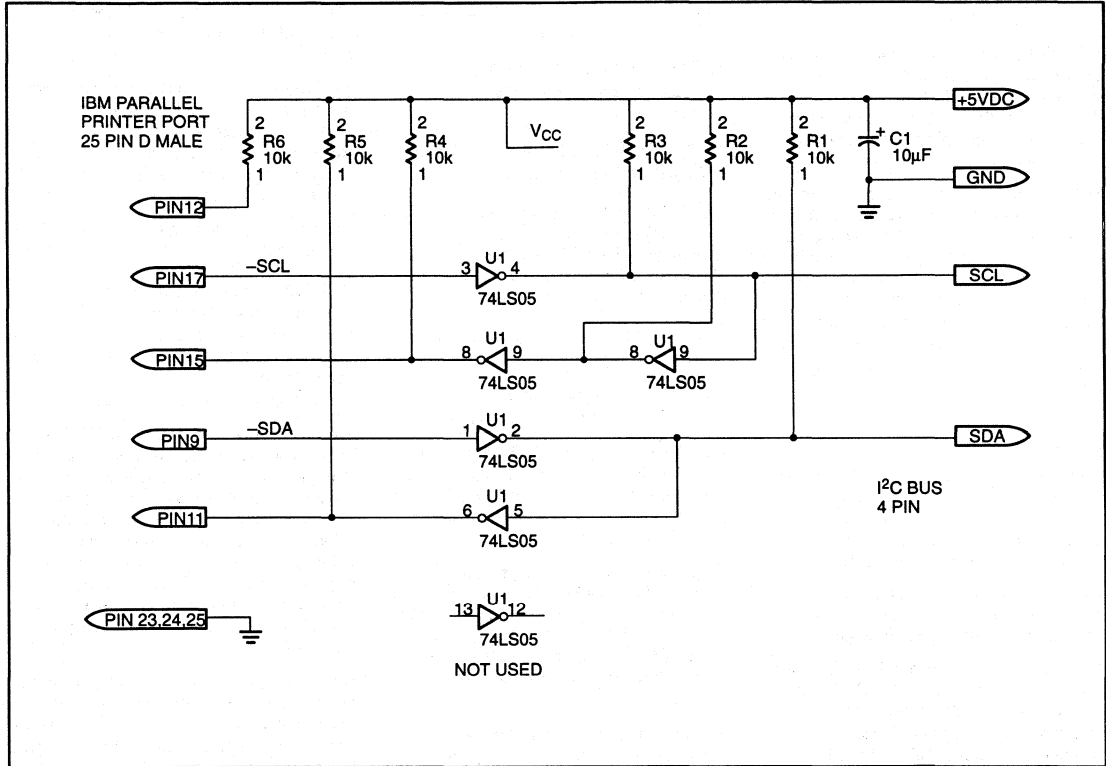 IBM PARALLEL
PRINTER PORT
25 PIN D MALE
+5VDC
2
R6
10k
1
2
R5
10k
1
2
R4
10k
1
VCC
2
R3
10k
1
2
R2
10k
1
2
R1
10k
1
+
C1
10µF
GND
PIN12
PIN17
–SCL
U1
3 4
74LS05
SCL
PIN15
U1
8 9
74LS05
U1
8 9
74LS05
PIN9
–SDA
U1
1 2
74LS05
SDA
I²C BUS
4 PIN
PIN11
U1
6 5
74LS05
PIN 23,24,25
U1
13 12
74LS05
NOT USED